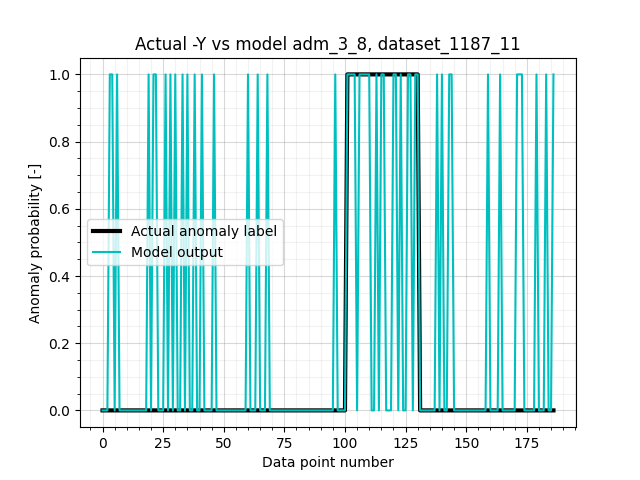 Actual -Y vs model adm_3_8, dataset_1187_11
1.0
0.8
0.6
0.4
0.2
0.0
Anomaly probability [-]
Actual anomaly label
Model output
0 25 50 75 100 125 150 175
Data point number